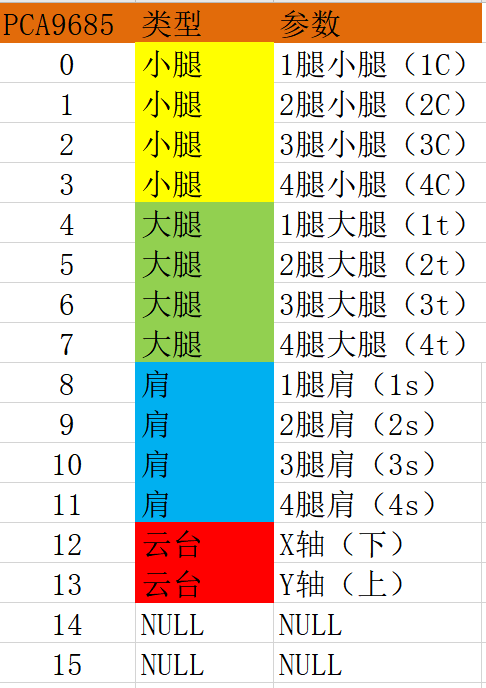 PCA9685 类型 参数
0 小腿 1腿小腿（1C）
1 小腿 2腿小腿（2C）
2 小腿 3腿小腿（3C）
3 小腿 4腿小腿（4C）
4 大腿 1腿大腿（1t）
5 大腿 2腿大腿（2t）
6 大腿 3腿大腿（3t）
7 大腿 4腿大腿（4t）
8 肩 1腿肩（1s）
9 肩 2腿肩（2s）
10 肩 3腿肩（3s）
11 肩 4腿肩（4s）
12 云台 X轴（下）
13 云台 Y轴（上）
14 NULL NULL
15 NULL NULL